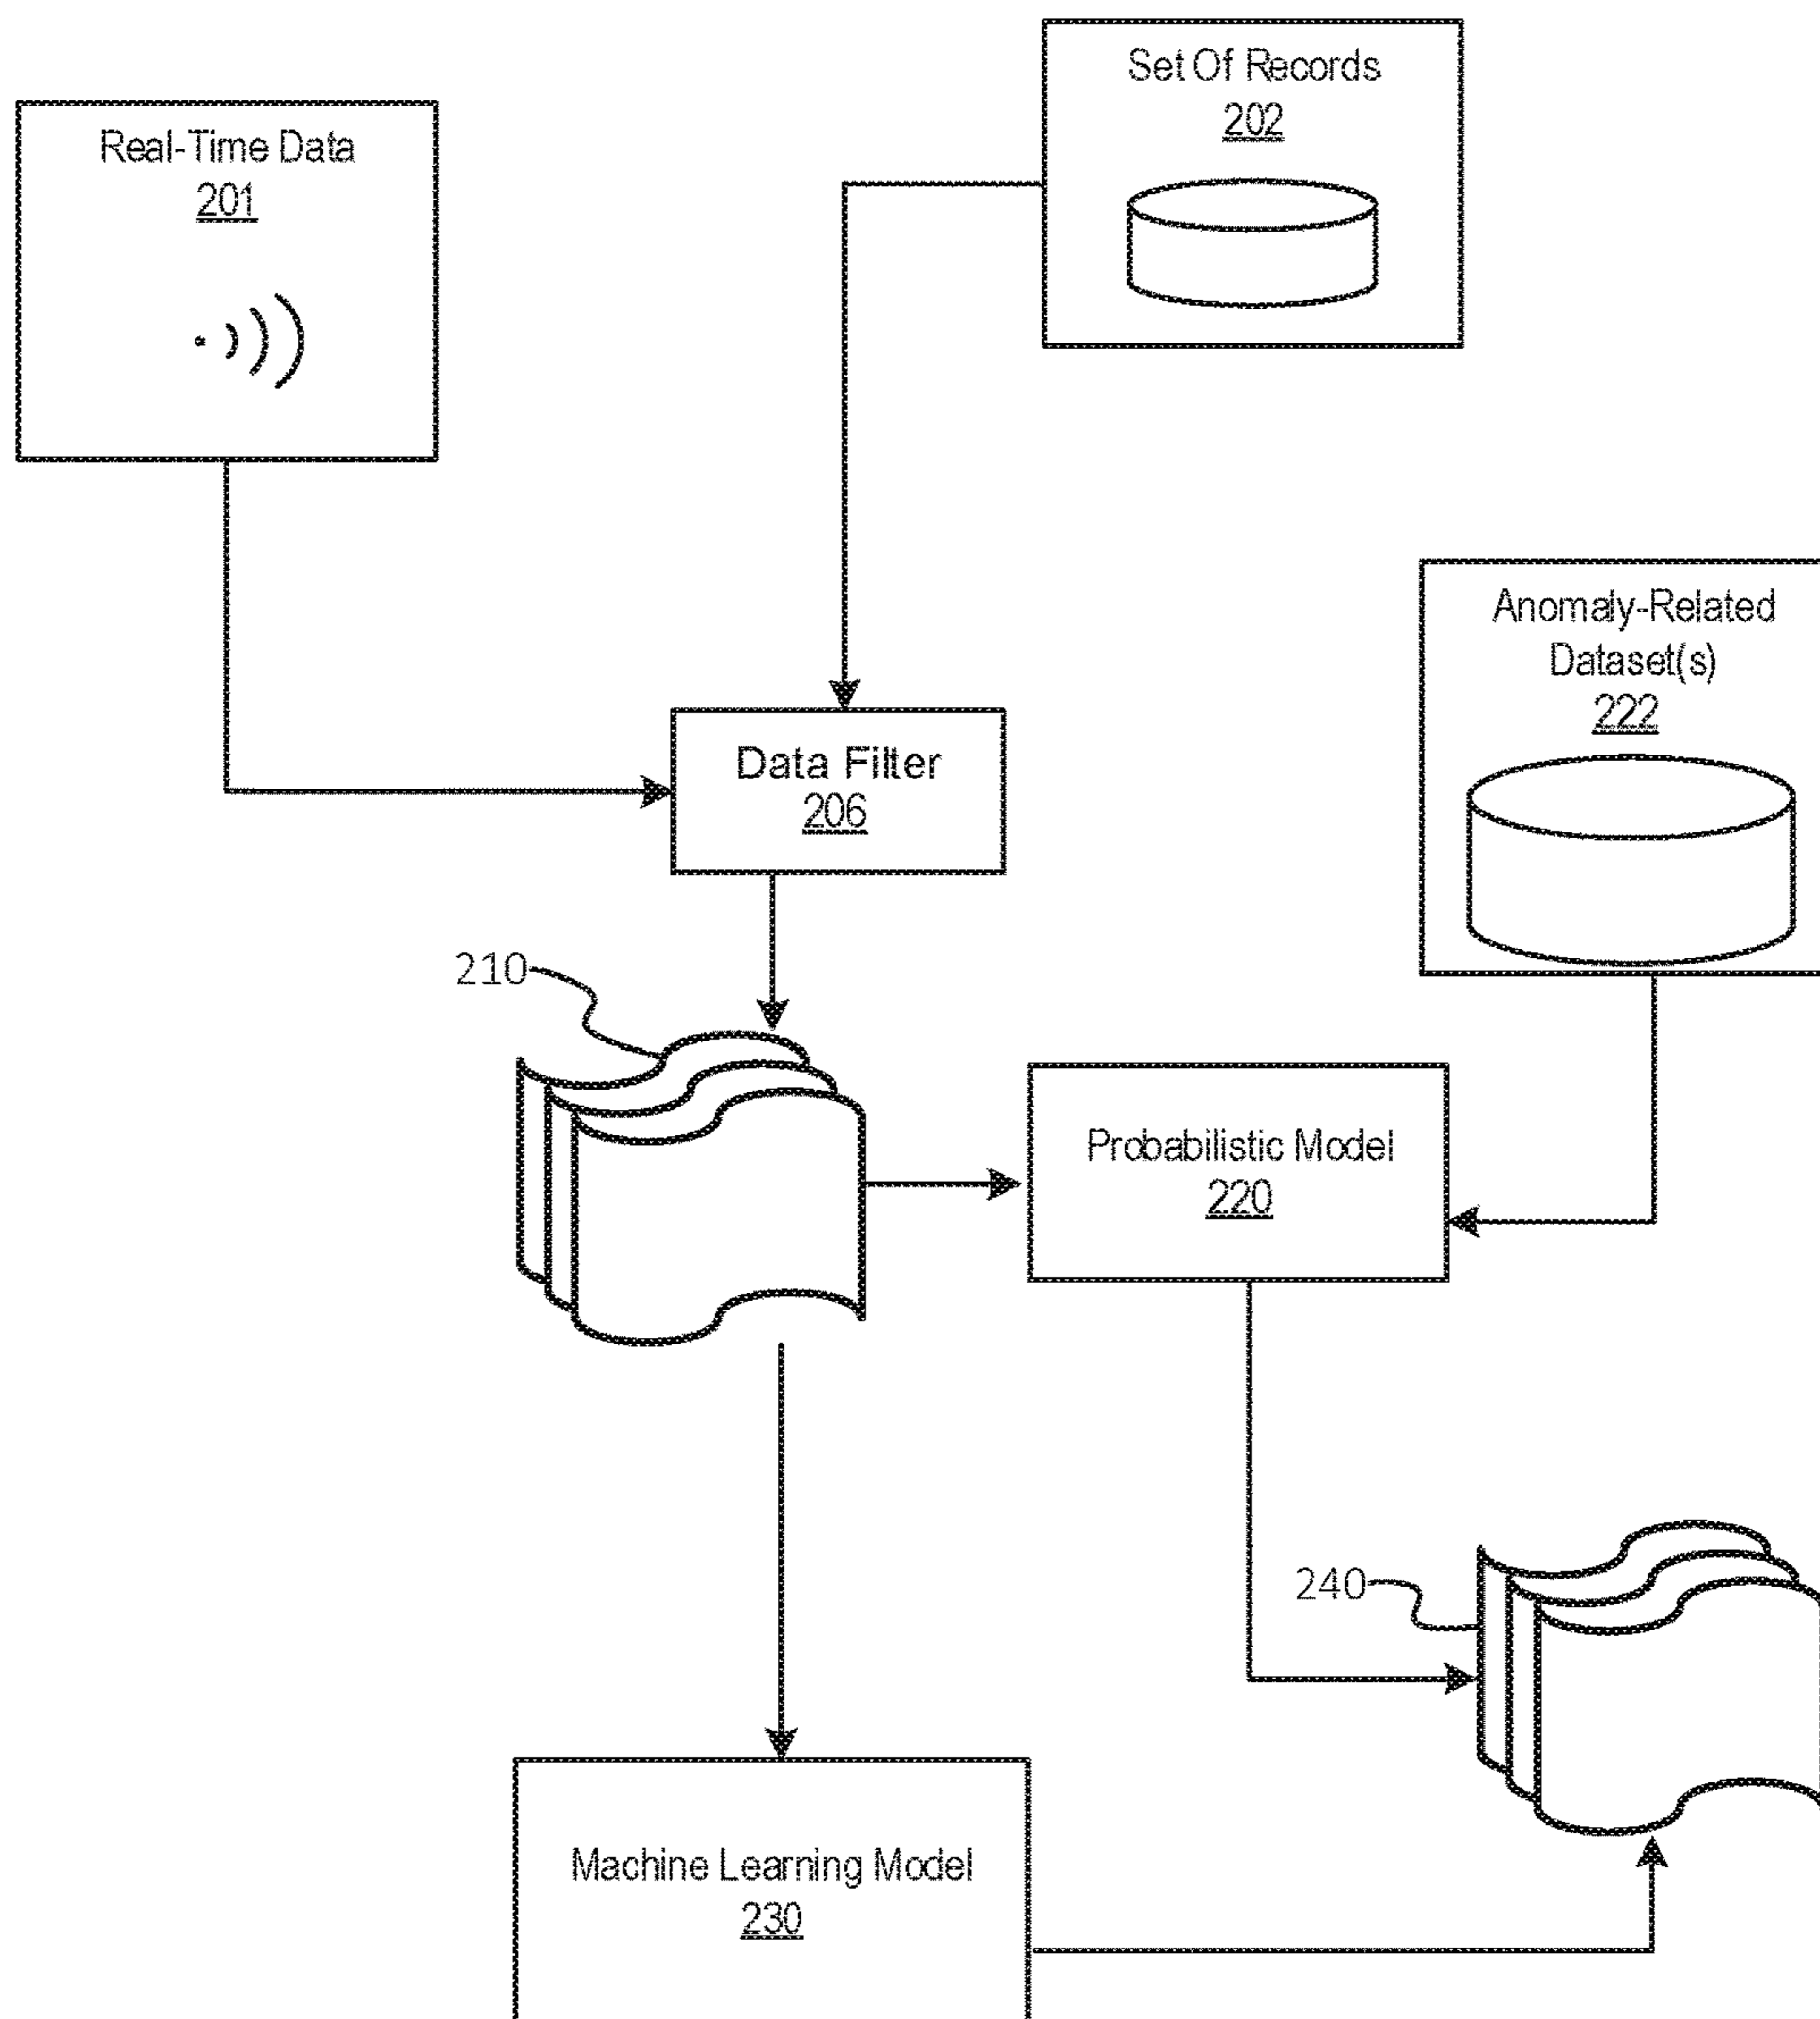 Set Of Records
202
Real-Time Data
201
Anomaly-Related
Dataset(s)
222
Data Filter
206
210
Probabilistic Model
220
240
Machine Learning Model
230